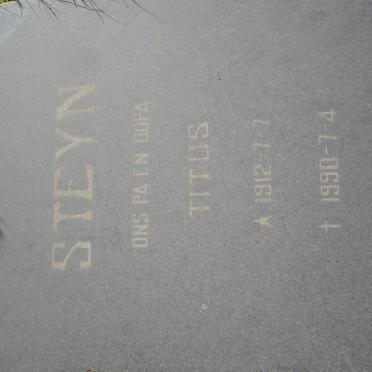 STEYN
ONS PA EN OUPA
TITUS
★ 1912-7-7
† 1990-7-4